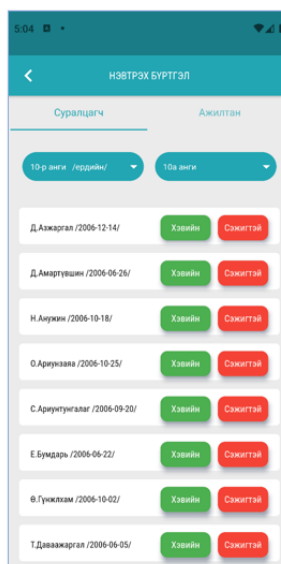 5:04
НЭВТРЭХ БҮРТГЭЛ
Суралцагч Ажилтан
10-р анги /ердийн/ 10а анги
Д.Азжаргал /2006-12-14/ Хэвийн Сэжигтэй
Д.Амартүвшин /2006-06-26/ Хэвийн Сэжигтэй
Н.Анужин /2006-10-18/ Хэвийн Сэжигтэй
О.Ариунзаяа /2006-10-25/ Хэвийн Сэжигтэй
С.Ариунтунгалаг /2006-09-20/ Хэвийн Сэжигтэй
Е.Бумдарь /2006-06-22/ Хэвийн Сэжигтэй
Ө.Гүнжлхам /2006-10-02/ Хэвийн Сэжигтэй
Т.Даваажаргал /2006-06-05/ Хэвийн Сэжигтэй